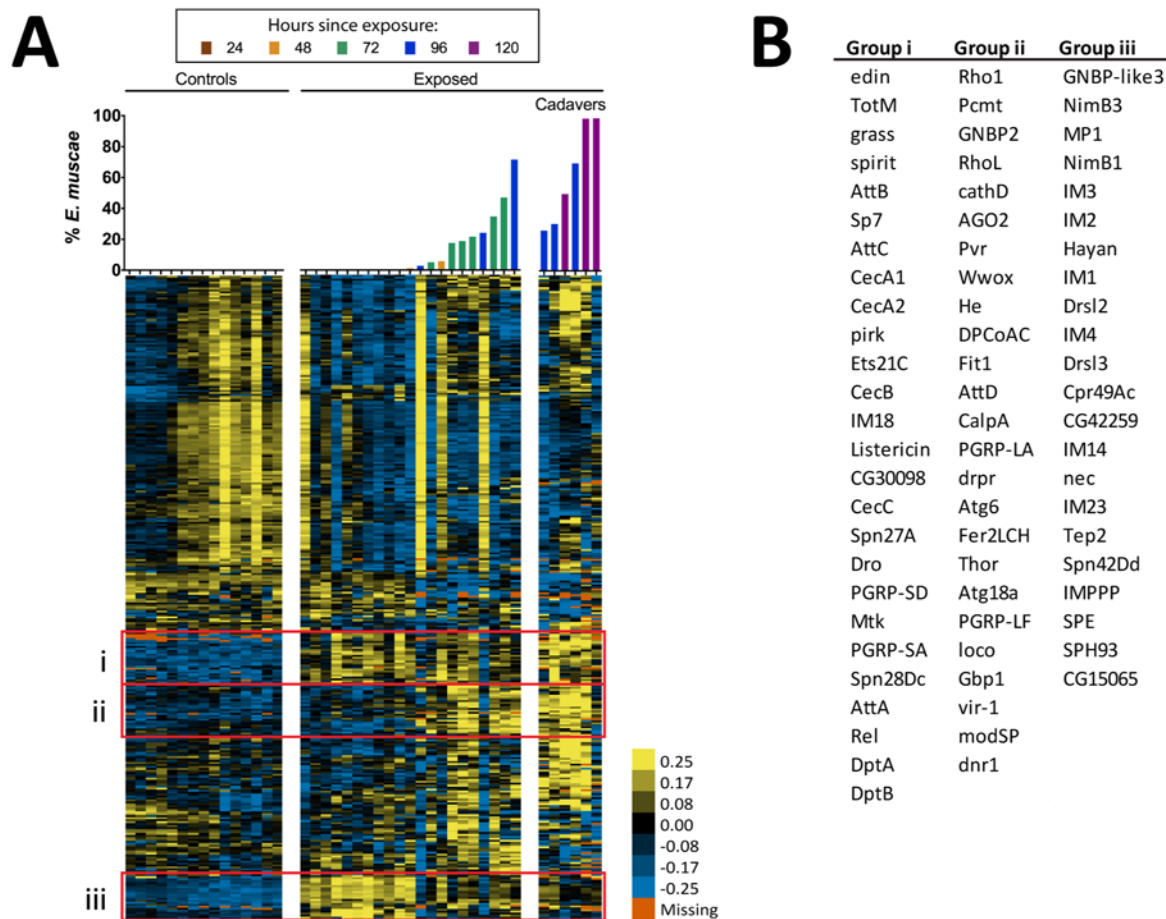 A
Hours since exposure:
24 48 72 96 120
Controls Exposed
Cadavers
% E. muscae
100
80
60
40
20
0
i
ii
iii
0.25
0.17
0.08
0.00
-0.08
-0.17
-0.25
Missing
B
Group i Group ii Group iii
edin Rho1 GNBP-like3
TotM Pcmt NimB3
grass GNBP2 MP1
spirit RhoL NimB1
AttB cathD IM3
Sp7 AGO2 IM2
AttC Pvr Hayan
CecA1 Wwox IM1
CecA2 He Drsl2
pirk DPCoAC IM4
Ets21C Fit1 Drsl3
CecB AttD Cpr49Ac
IM18 CalpA CG42259
Listericin PGRP-LA IM14
CG30098 drpr nec
CecC Atg6 IM23
Spn27A Fer2LCH Tep2
Dro Thor Spn42Dd
PGRP-SD Atg18a IMPPP
Mtk PGRP-LF SPE
PGRP-SA loco SPH93
Spn28Dc Gbp1 CG15065
AttA vir-1
Rel modSP
DptA dnr1
DptB